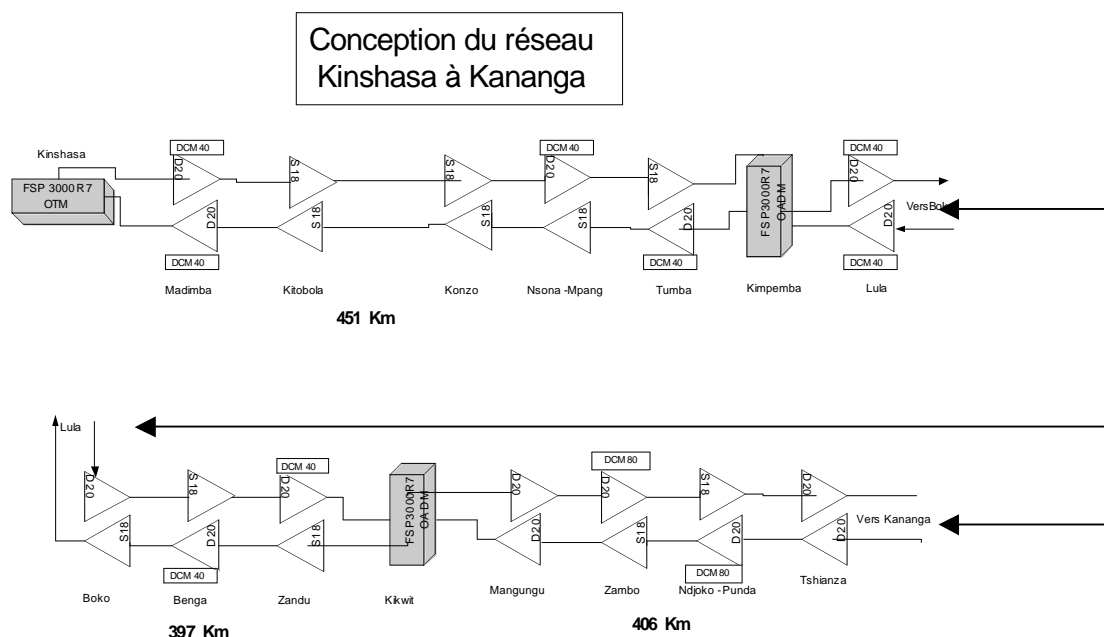 Conception du réseau
Kinshasa à Kananga
Kinshasa
FSP 3000R7
OTM
DCM 40
D20
S18
S18
DCM 40
D20
S18
FSP3000R7
OADM
DCM 40
D20
VersBoko
D20
DCM 40
S18
S18
S18
D20
DCM 40
D20
DCM 40
Madimba
Kitobola
Konzo
Nsona -Mpang
Tumba
Kimpemba
Lula
451 Km
Lula
D20
S18
DCM 40
D20
FSP3000R7
OADM
D20
DCM 80
D20
S18
D20
Vers Kananga
S18
D20
DCM 40
S18
D20
S18
D20
DCM 80
D20
Boko
Benga
Zandu
Kikwit
Mangungu
Zambo
Ndjoko -Punda
Tshianza
397 Km
406 Km